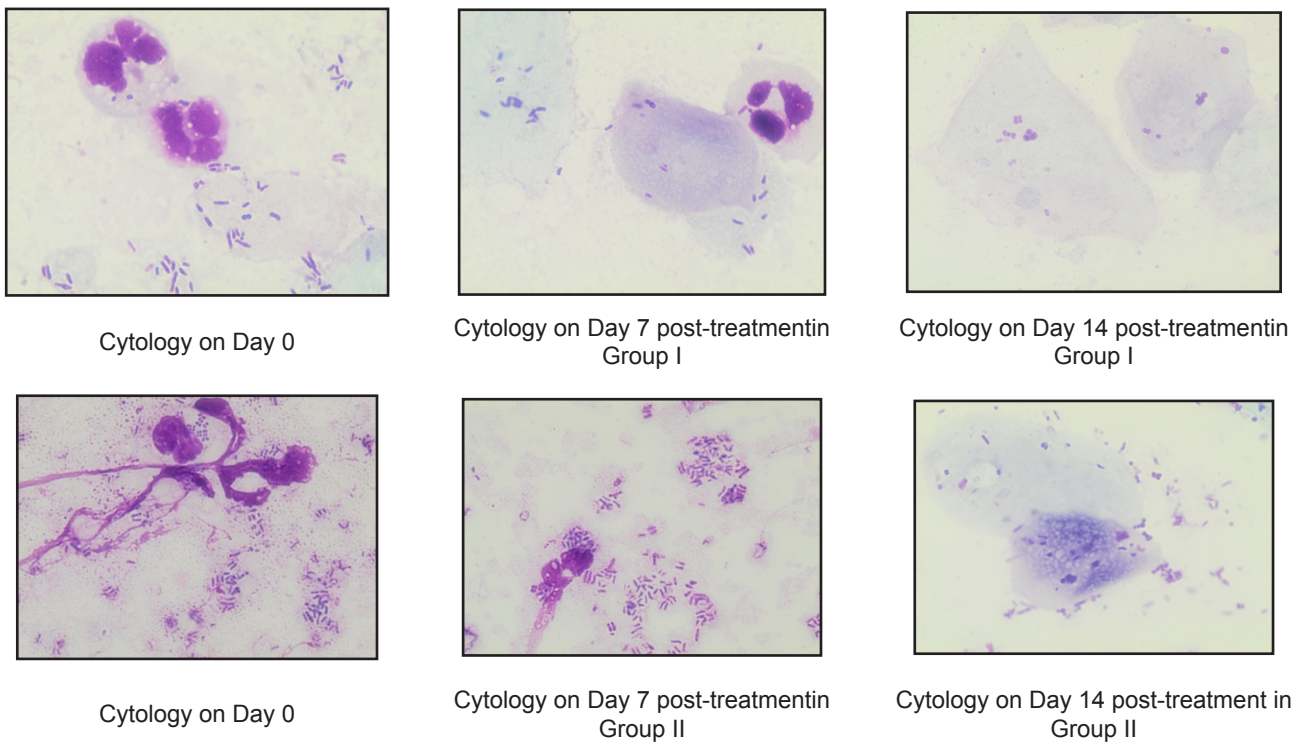 Cytology on Day 0
Cytology on Day 7 post-treatmentin
Group I
Cytology on Day 14 post-treatmentin
Group I
Cytology on Day 0
Cytology on Day 7 post-treatmentin
Group II
Cytology on Day 14 post-treatment in
Group II